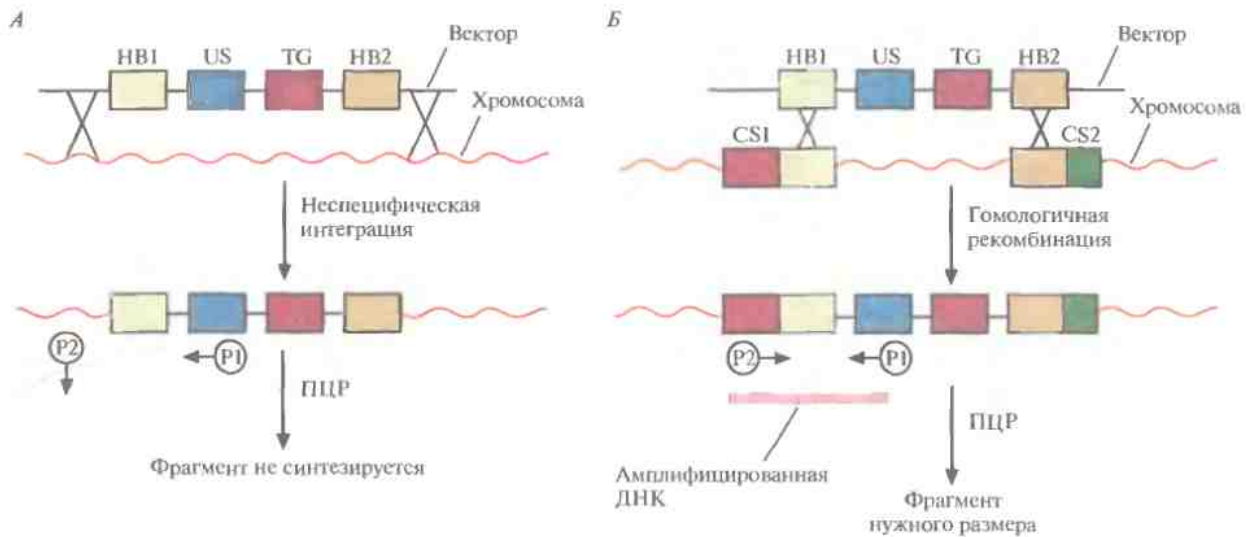 А
Вектор
HB1 US TG HB2
Хромосома
Неспецифическая
интеграция
P2
P1
ПЦР
Фрагмент не синтезируется
Б
Вектор
HB1 US TG HB2
Хромосома
CS1 CS2
Гомологичная
рекомбинация
P2
P1
ПЦР
Амплифицированная
ДНК
Фрагмент
нужного размера